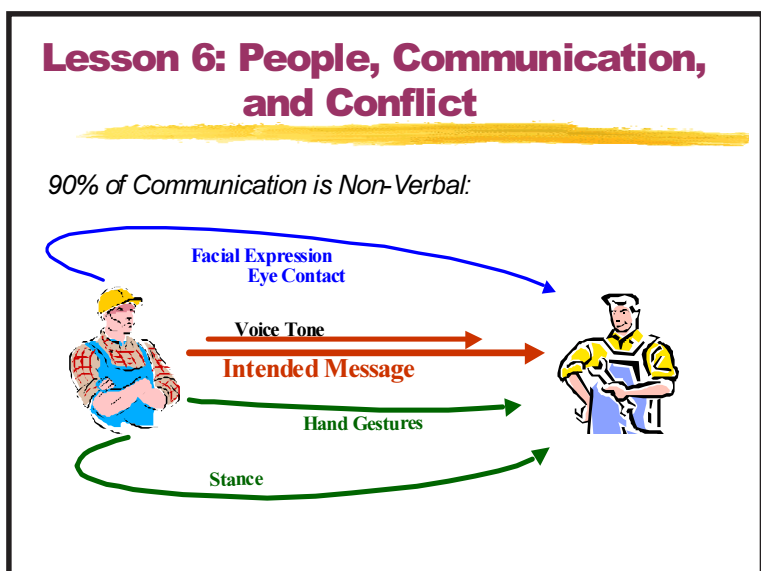 Lesson 6: People, Communication,
and Conflict
90% of Communication is Non-Verbal:
Facial Expression
Eye Contact
Voice Tone
Intended Message
Hand Gestures
Stance